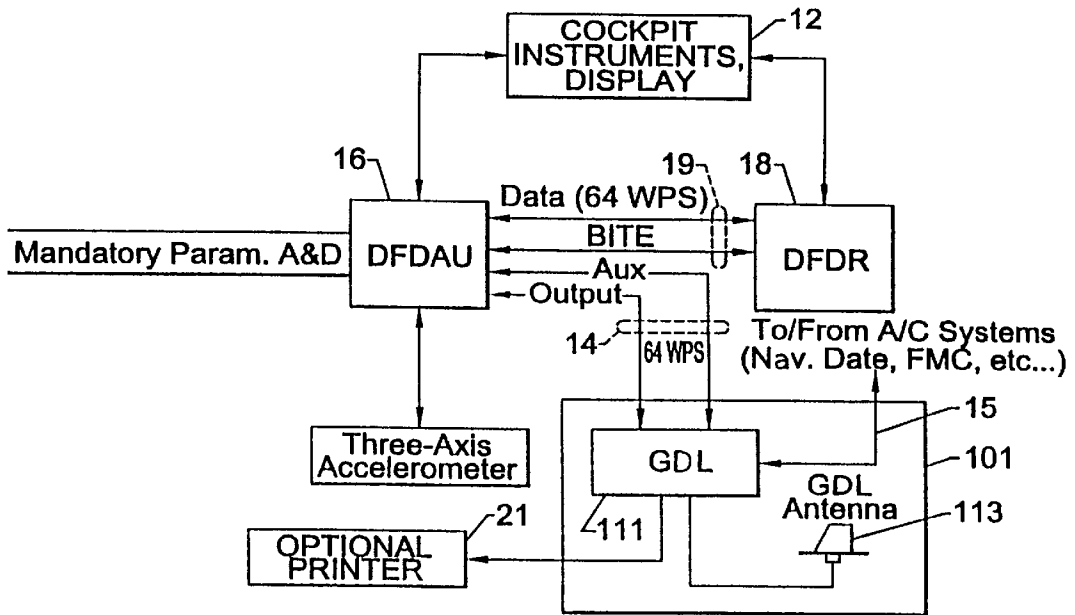 12
COCKPIT
INSTRUMENTS,
DISPLAY
16
19
18
Data (64 WPS)
BITE
Mandatory Param. A&D
DFDAU
DFDR
Aux
Output
14
64 WPS
To/From A/C Systems
(Nav. Date, FMC, etc...)
15
Three-Axis
Accelerometer
GDL
101
GDL
Antenna
21
111
113
OPTIONAL
PRINTER